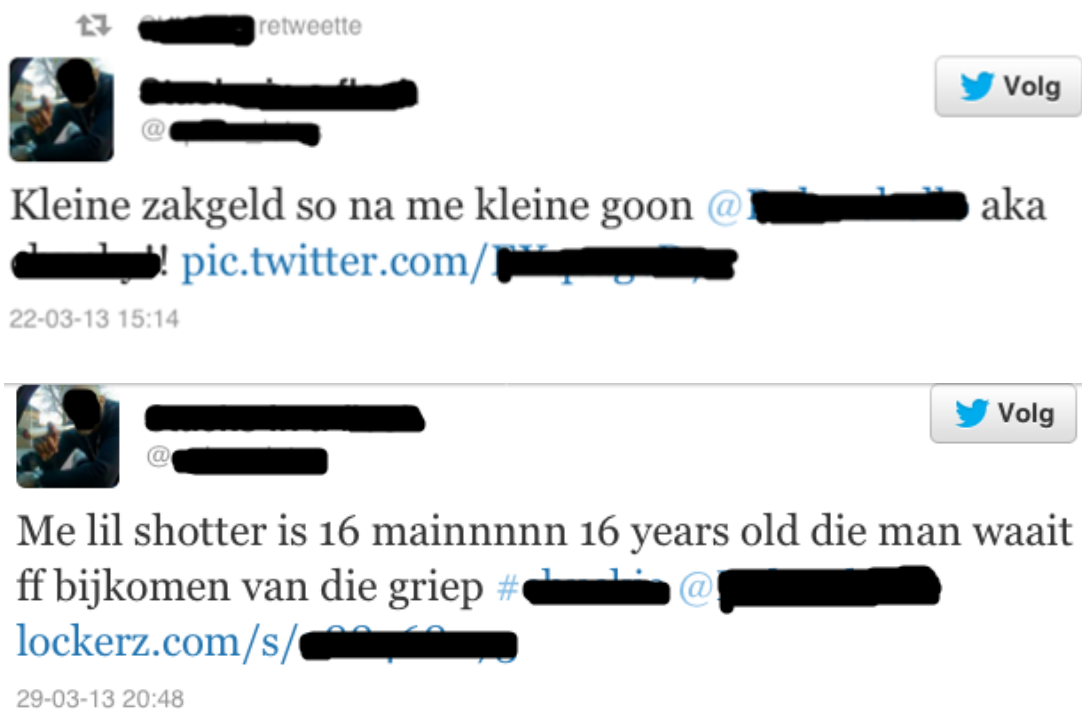 retweette
Volg
@
Kleine zakgeld so na me kleine goon @ aka
! pic.twitter.com/
22-03-13 15:14
Volg
@
Me lil shotter is 16 mainnnnn 16 years old die man waait
ff bijkomen van die griep # @
lockerz.com/s/
29-03-13 20:48